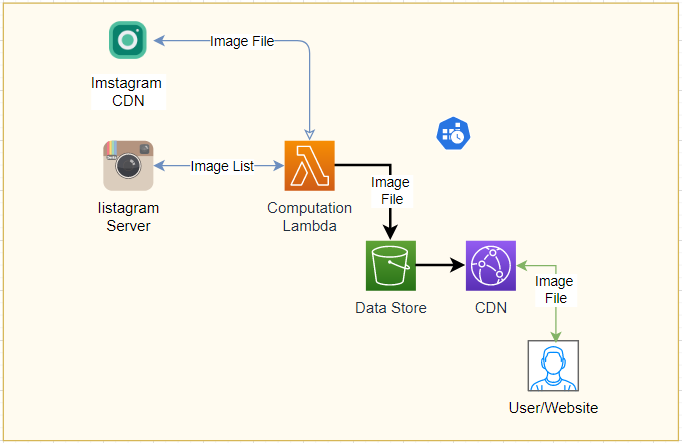 Image File
Imstagram
CDN
Image List
Iistagram
Server
Computation
Lambda
Image
File
Data Store
CDN
Image
File
User/Website